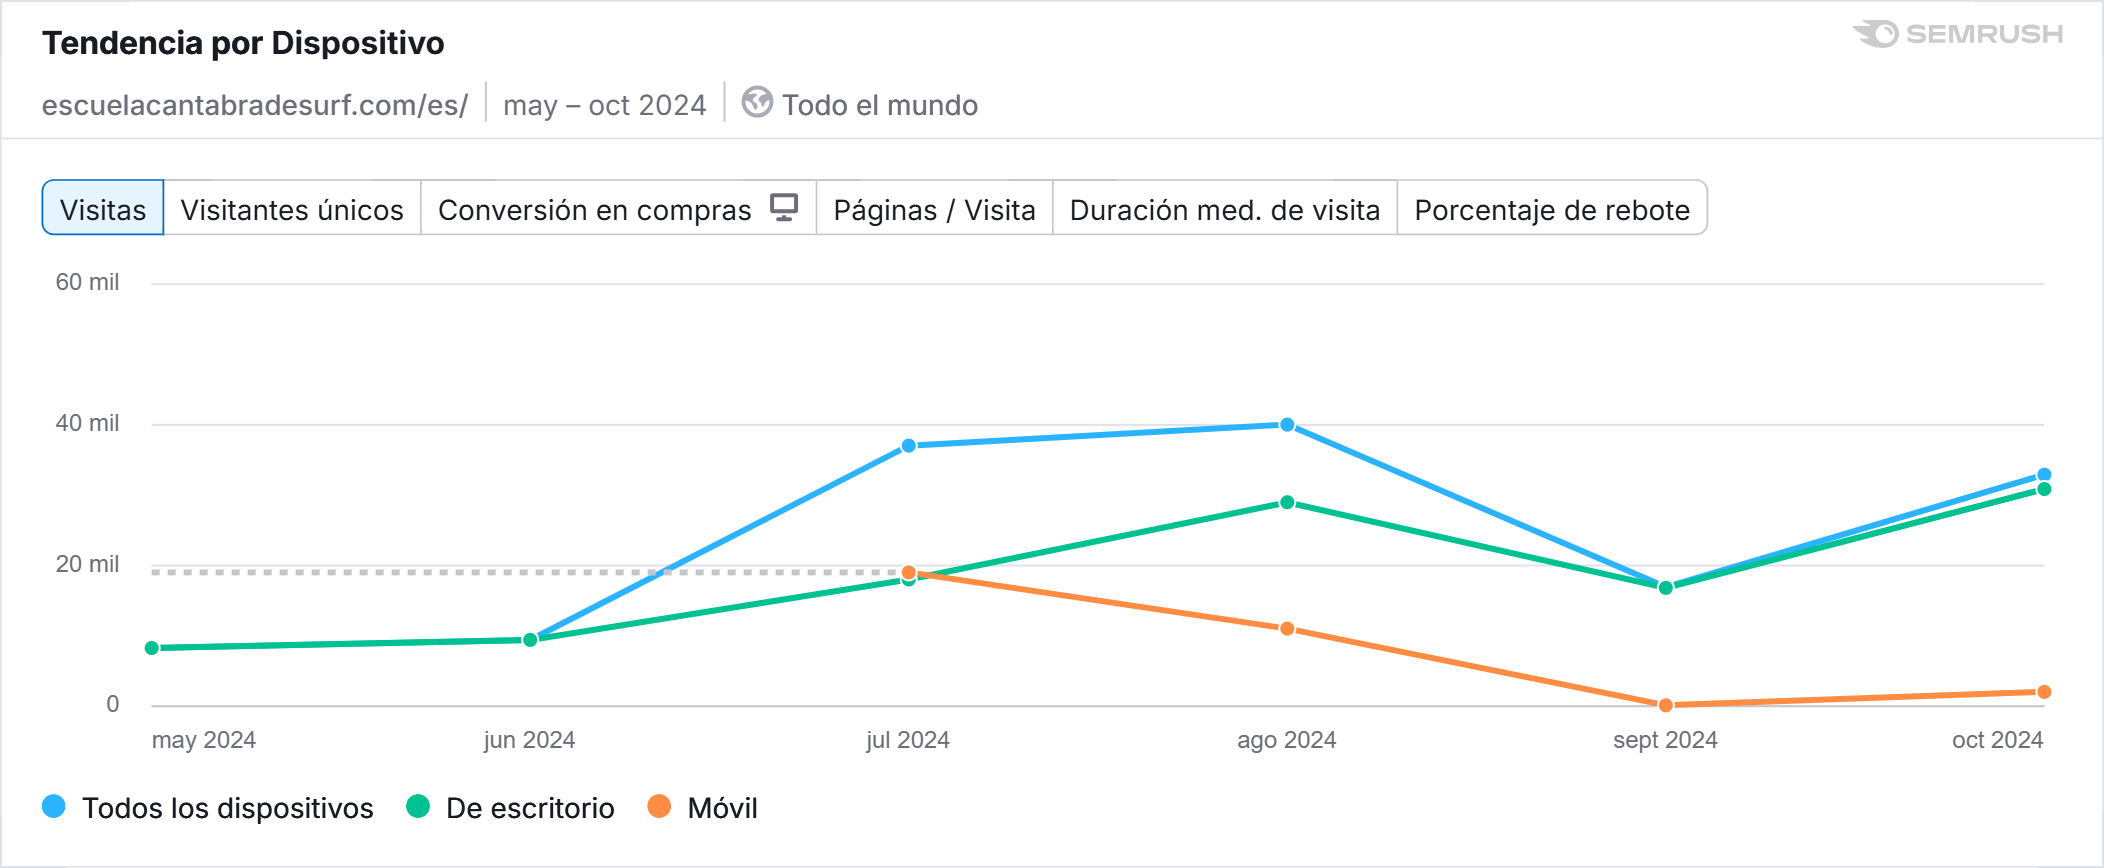 Tendencia por Dispositivo
SEMRUSH
escuelacantabradesurf.com/es/ may – oct 2024 Todo el mundo
Visitas Visitantes únicos Conversión en compras Páginas / Visita Duración med. de visita Porcentaje de rebote
60 mil
40 mil
20 mil
0
may 2024 jun 2024 jul 2024 ago 2024 sept 2024 oct 2024
Todos los dispositivos De escritorio Móvil